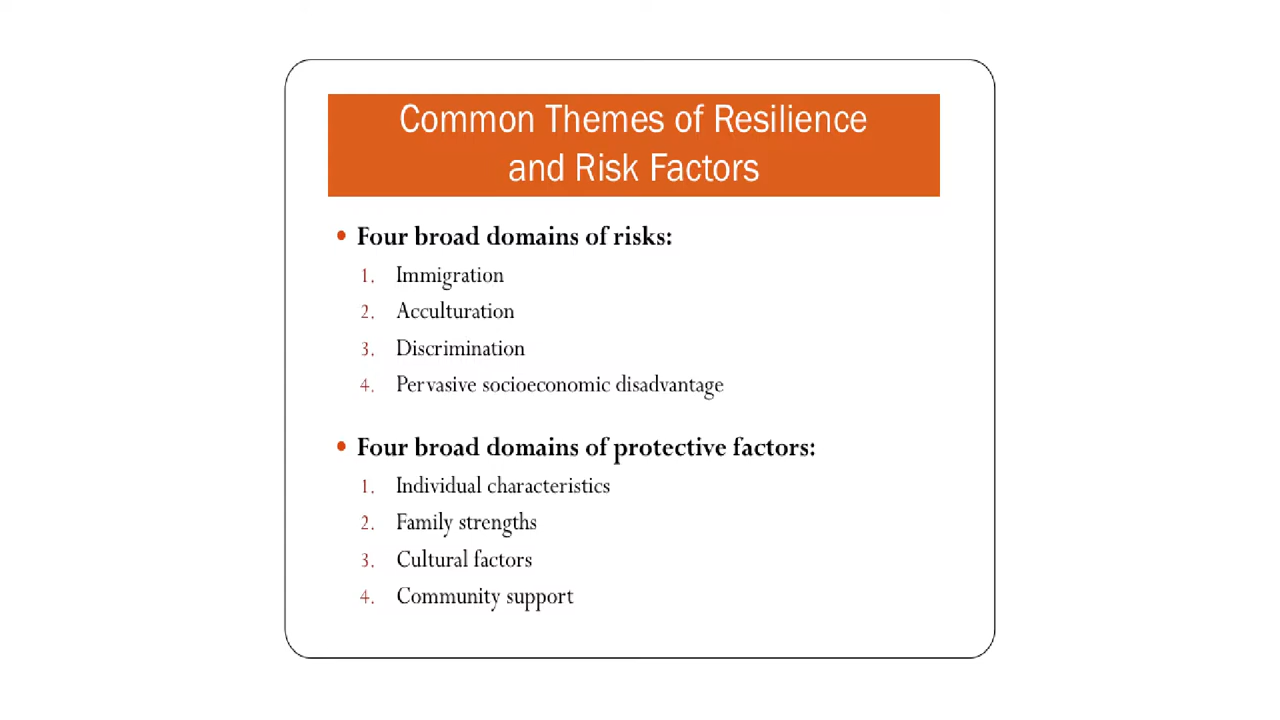 Common Themes of Resilience
and Risk Factors
• Four broad domains of risks:
1. Immigration
2. Acculturation
3. Discrimination
4. Pervasive socioeconomic disadvantage
• Four broad domains of protective factors:
1. Individual characteristics
2. Family strengths
3. Cultural factors
4. Community support